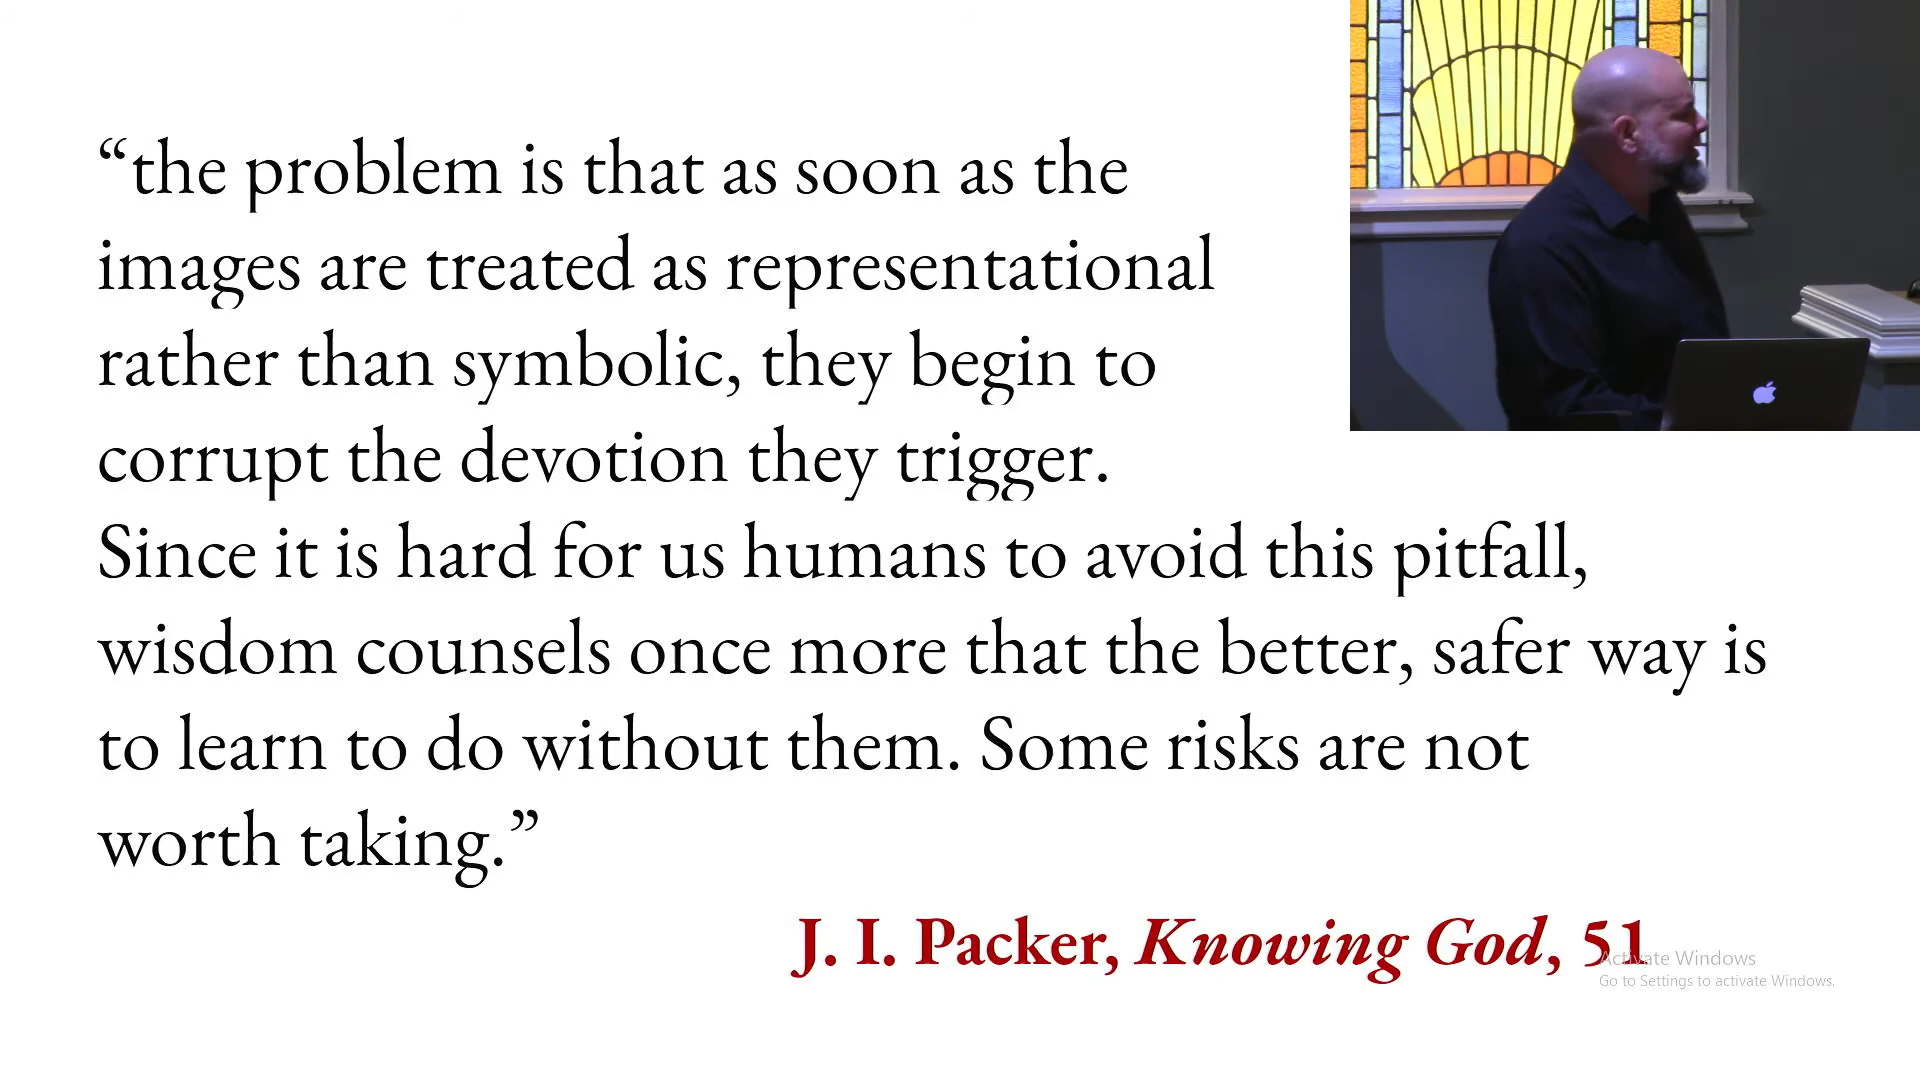 “the problem is that as soon as the
images are treated as representational
rather than symbolic, they begin to
corrupt the devotion they trigger.
Since it is hard for us humans to avoid this pitfall,
wisdom counsels once more that the better, safer way is
to learn to do without them. Some risks are not
worth taking.”
J. I. Packer, Knowing God, 51
Activate Windows
Go to Settings to activate Windows.